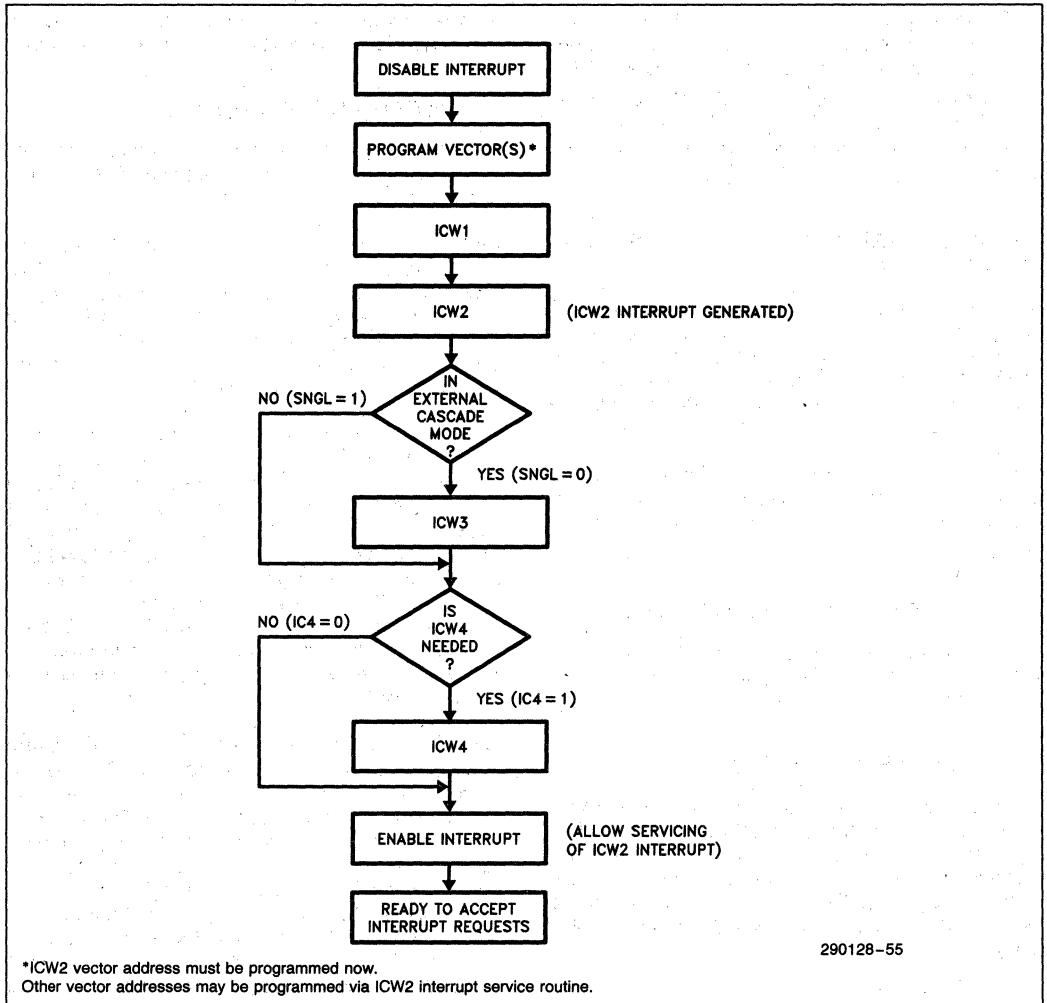 DISABLE INTERRUPT
PROGRAM VECTOR(S)*
ICW1
ICW2
(ICW2 INTERRUPT GENERATED)
IN
EXTERNAL
CASCADE
MODE
?
NO (SNGL = 1)
YES (SNGL = 0)
ICW3
IS
ICW4
NEEDED
?
NO (IC4 = 0)
YES (IC4 = 1)
ICW4
ENABLE INTERRUPT
(ALLOW SERVICING
OF ICW2 INTERRUPT)
READY TO ACCEPT
INTERRUPT REQUESTS
290128–55
*ICW2 vector address must be programmed now.
Other vector addresses may be programmed via ICW2 interrupt service routine.